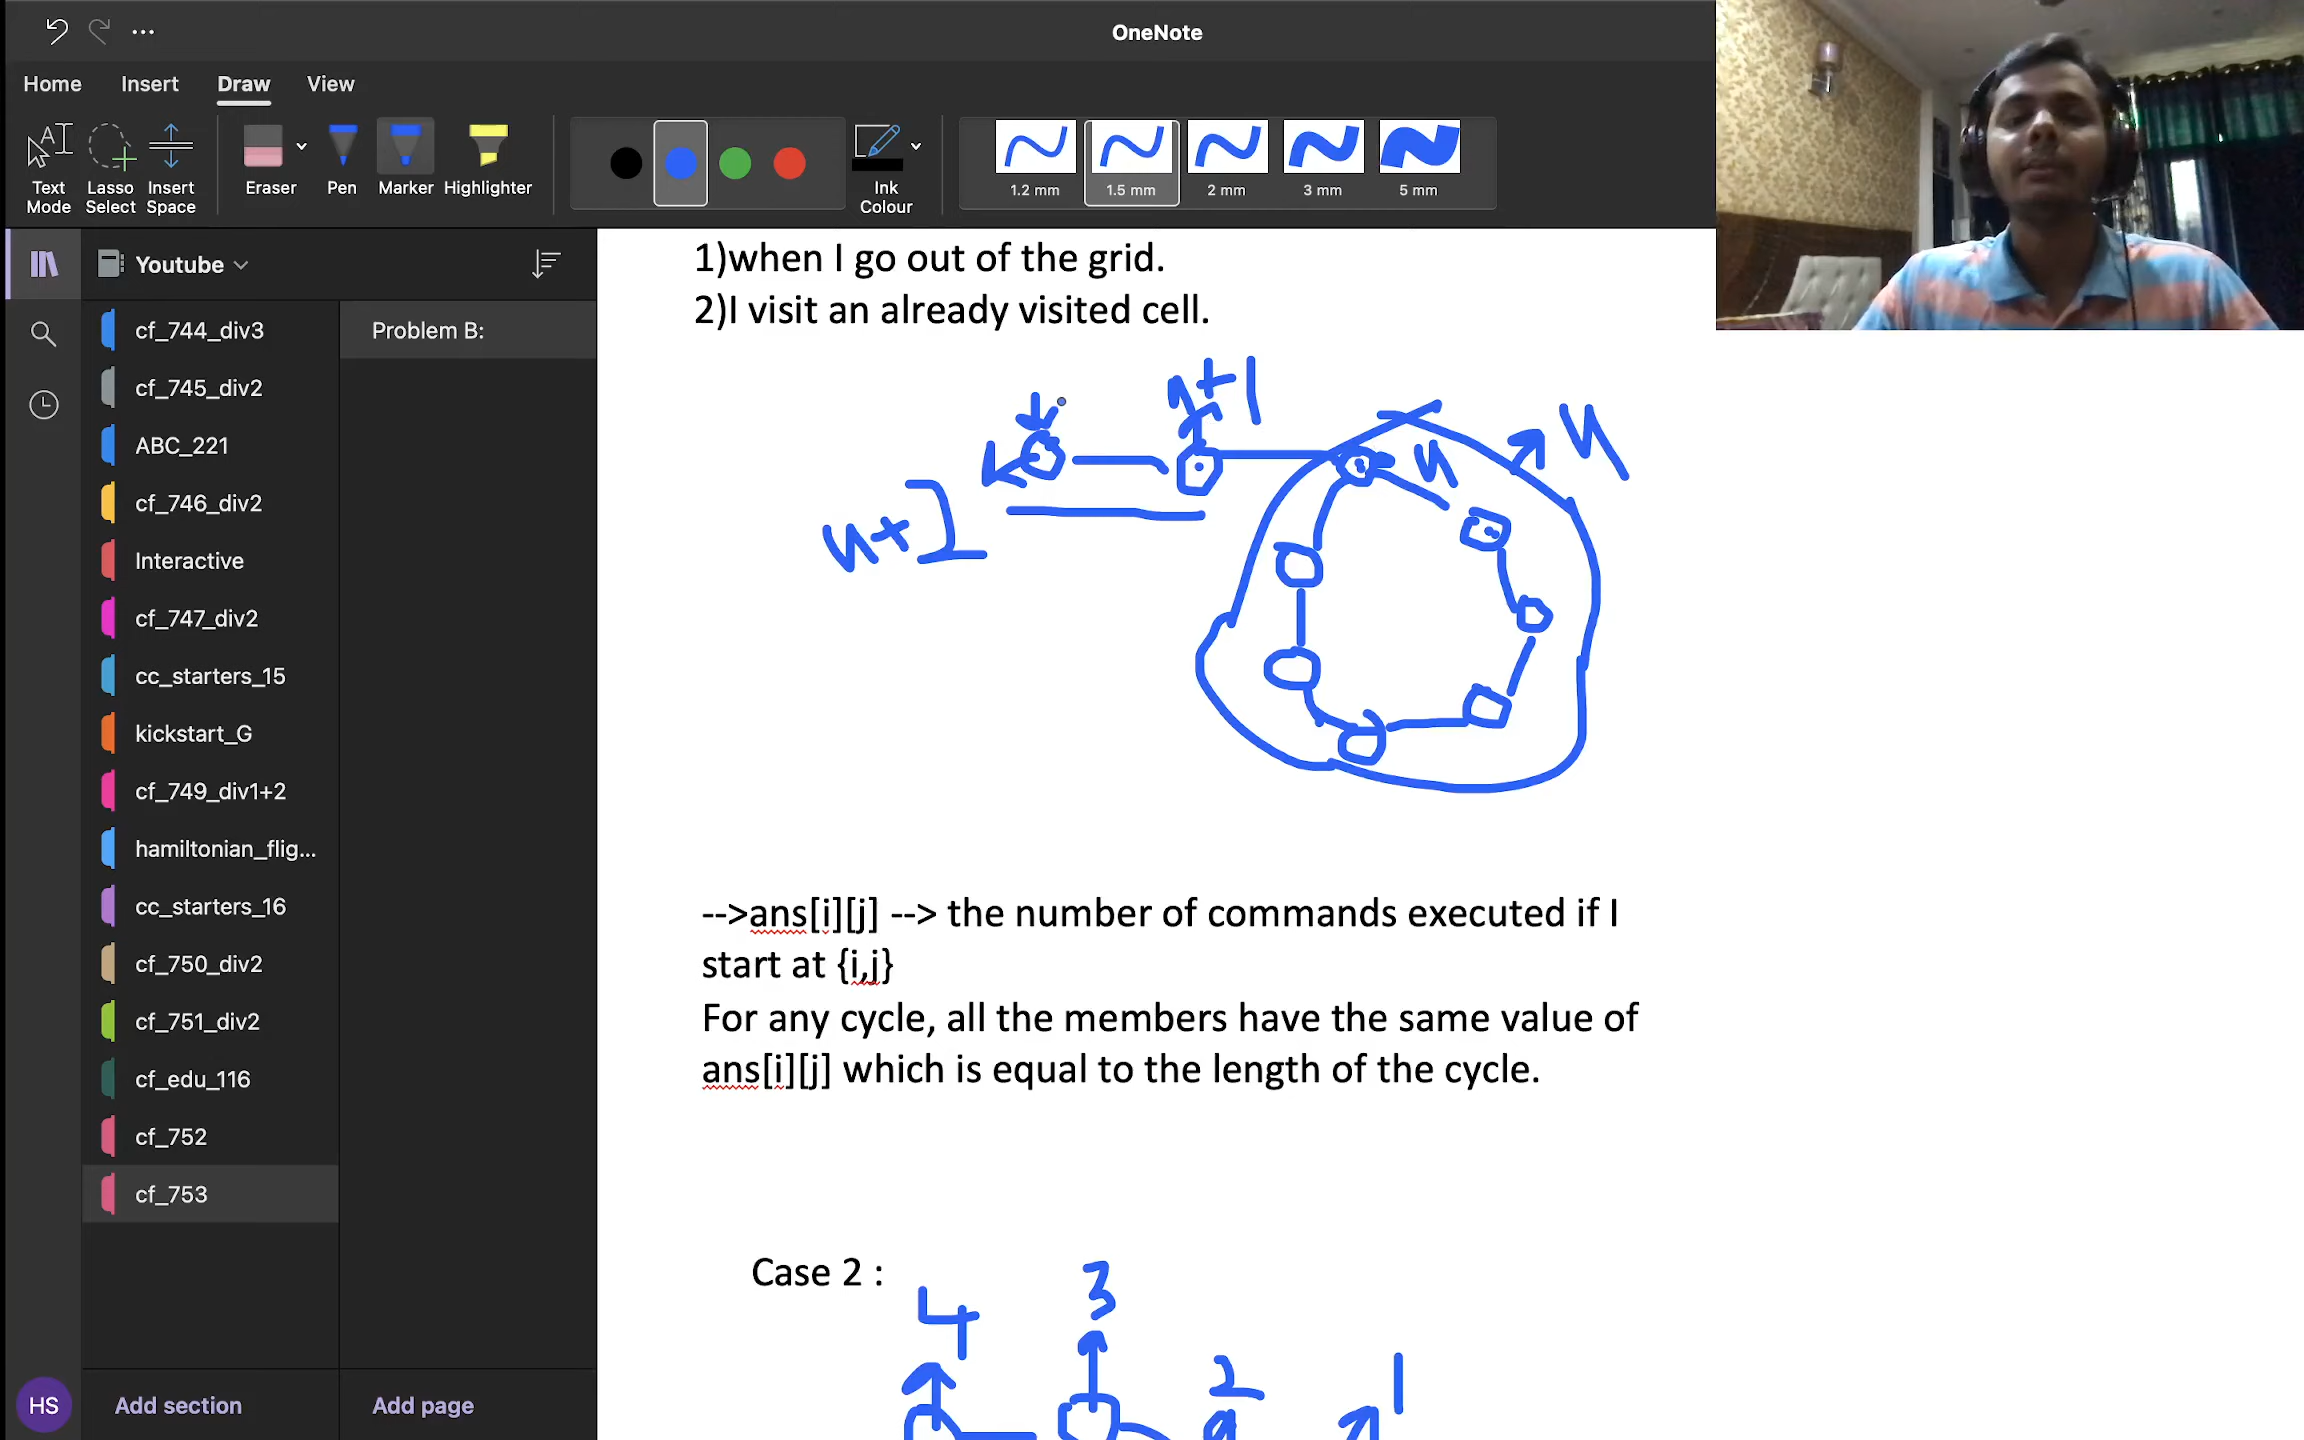 OneNote
Home Insert Draw View
Text Mode
Lasso Select
Insert Space
Eraser
Pen
Marker
Highlighter
Ink Colour
1.2 mm
1.5 mm
2 mm
3 mm
5 mm
Youtube
cf_744_div3
cf_745_div2
ABC_221
cf_746_div2
Interactive
cf_747_div2
cc_starters_15
kickstart_G
cf_749_div1+2
hamiltonian_flig...
cc_starters_16
cf_750_div2
cf_751_div2
cf_edu_116
cf_752
cf_753
HS
Add section
Problem B:
Add page
1)when I go out of the grid.
2)I visit an already visited cell.
n+1
n
n
n+2
-->ans[i][j] --> the number of commands executed if I
start at {i,j}
For any cycle, all the members have the same value of
ans[i][j] which is equal to the length of the cycle.
Case 2 :
4
3
2
1